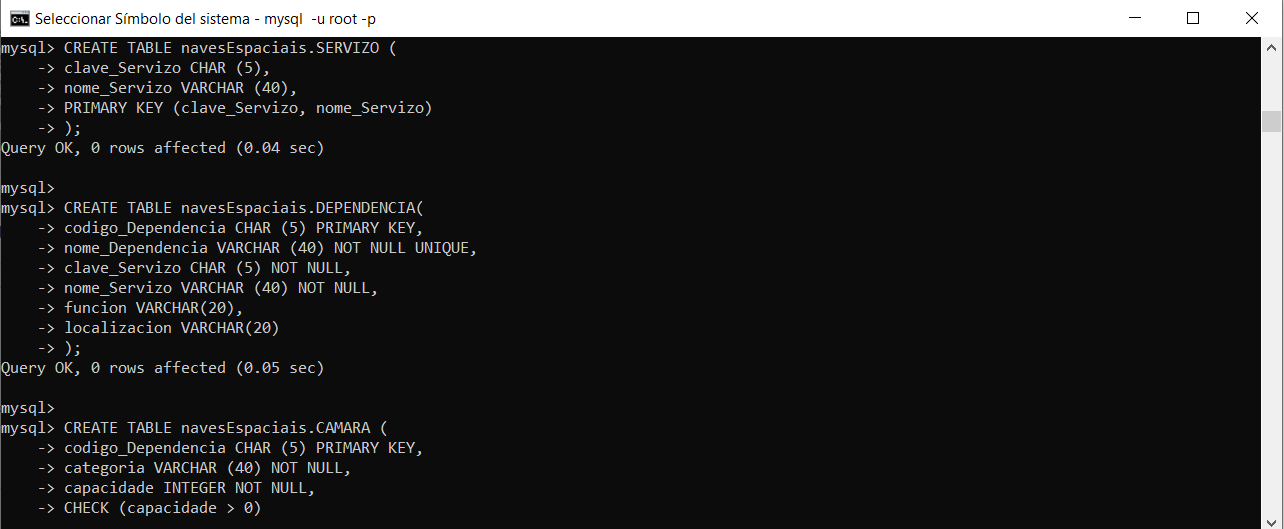 Seleccionar Símbolo del sistema - mysql  -u root -p
mysql> CREATE TABLE navesEspaciais.SERVIZO (
    -> clave_Servizo CHAR (5),
    -> nome_Servizo VARCHAR (40),
    -> PRIMARY KEY (clave_Servizo, nome_Servizo)
    -> );
Query OK, 0 rows affected (0.04 sec)

mysql>
mysql> CREATE TABLE navesEspaciais.DEPENDENCIA(
    -> codigo_Dependencia CHAR (5) PRIMARY KEY,
    -> nome_Dependencia VARCHAR (40) NOT NULL UNIQUE,
    -> clave_Servizo CHAR (5) NOT NULL,
    -> nome_Servizo VARCHAR (40) NOT NULL,
    -> funcion VARCHAR(20),
    -> localizacion VARCHAR(20)
    -> );
Query OK, 0 rows affected (0.05 sec)

mysql>
mysql> CREATE TABLE navesEspaciais.CAMARA (
    -> codigo_Dependencia CHAR (5) PRIMARY KEY,
    -> categoria VARCHAR (40) NOT NULL,
    -> capacidade INTEGER NOT NULL,
    -> CHECK (capacidade > 0)